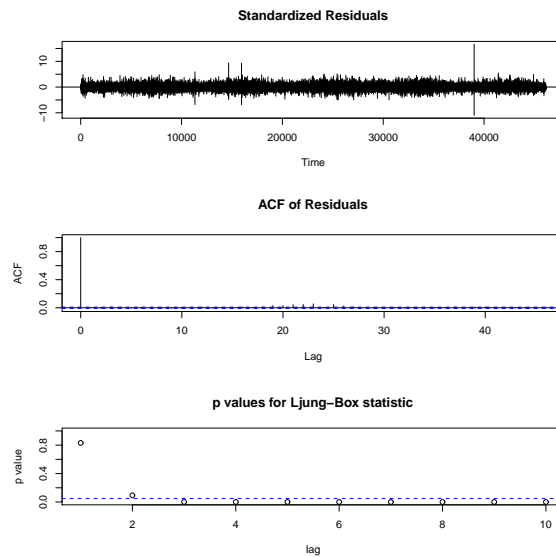 Standardized Residuals
−10 0 5 10
0 10000 20000 30000 40000
Time
ACF of Residuals
ACF
0.0 0.4 0.8
0 10 20 30 40
Lag
p values for Ljung−Box statistic
p value
0.0 0.4 0.8
2 4 6 8 10
lag